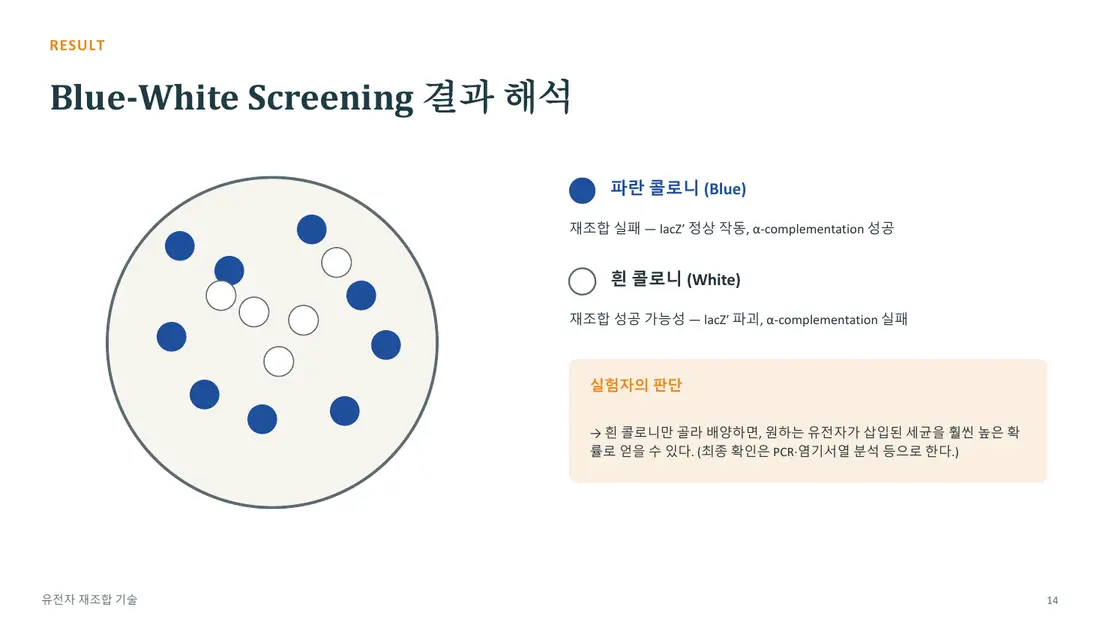 RESULT
Blue-White Screening 결과 해석
파란 콜로니 (Blue)
재조합 실패 — lacZ’ 정상 작동, α-complementation 성공
흰 콜로니 (White)
재조합 성공 가능성 — lacZ’ 파괴, α-complementation 실패
실험자의 판단
→ 흰 콜로니만 골라 배양하면, 원하는 유전자가 삽입된 세균을 훨씬 높은 확
률로 얻을 수 있다. (최종 확인은 PCR·염기서열 분석 등으로 한다.)
유전자 재조합 기술
14